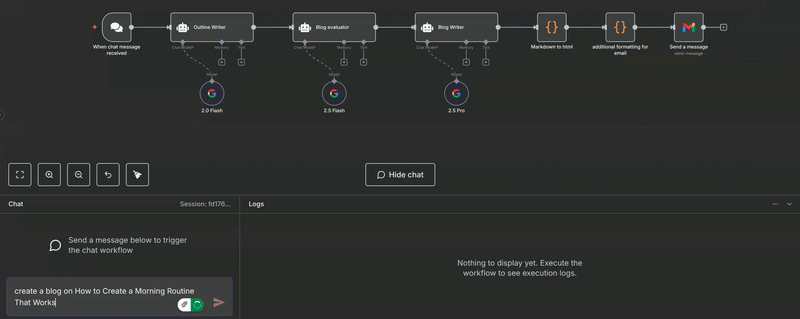 Outline Writer
Blog evaluator
Blog Writer
Chat Model*
Memory
Tool
Chat Model*
Memory
Tool
Chat Model*
Memory
Tool
When chat message
received
Markdown to html
additional formatting for
email
Send a message
send: message
Model
Model
Model
2.0 Flash
2.5 Flash
2.5 Pro
Hide chat
Chat
Session: fd176...
Logs
Send a message below to trigger
the chat workflow
Nothing to display yet. Execute the
workflow to see execution logs.
create a blog on How to Create a Morning Routine
That Works